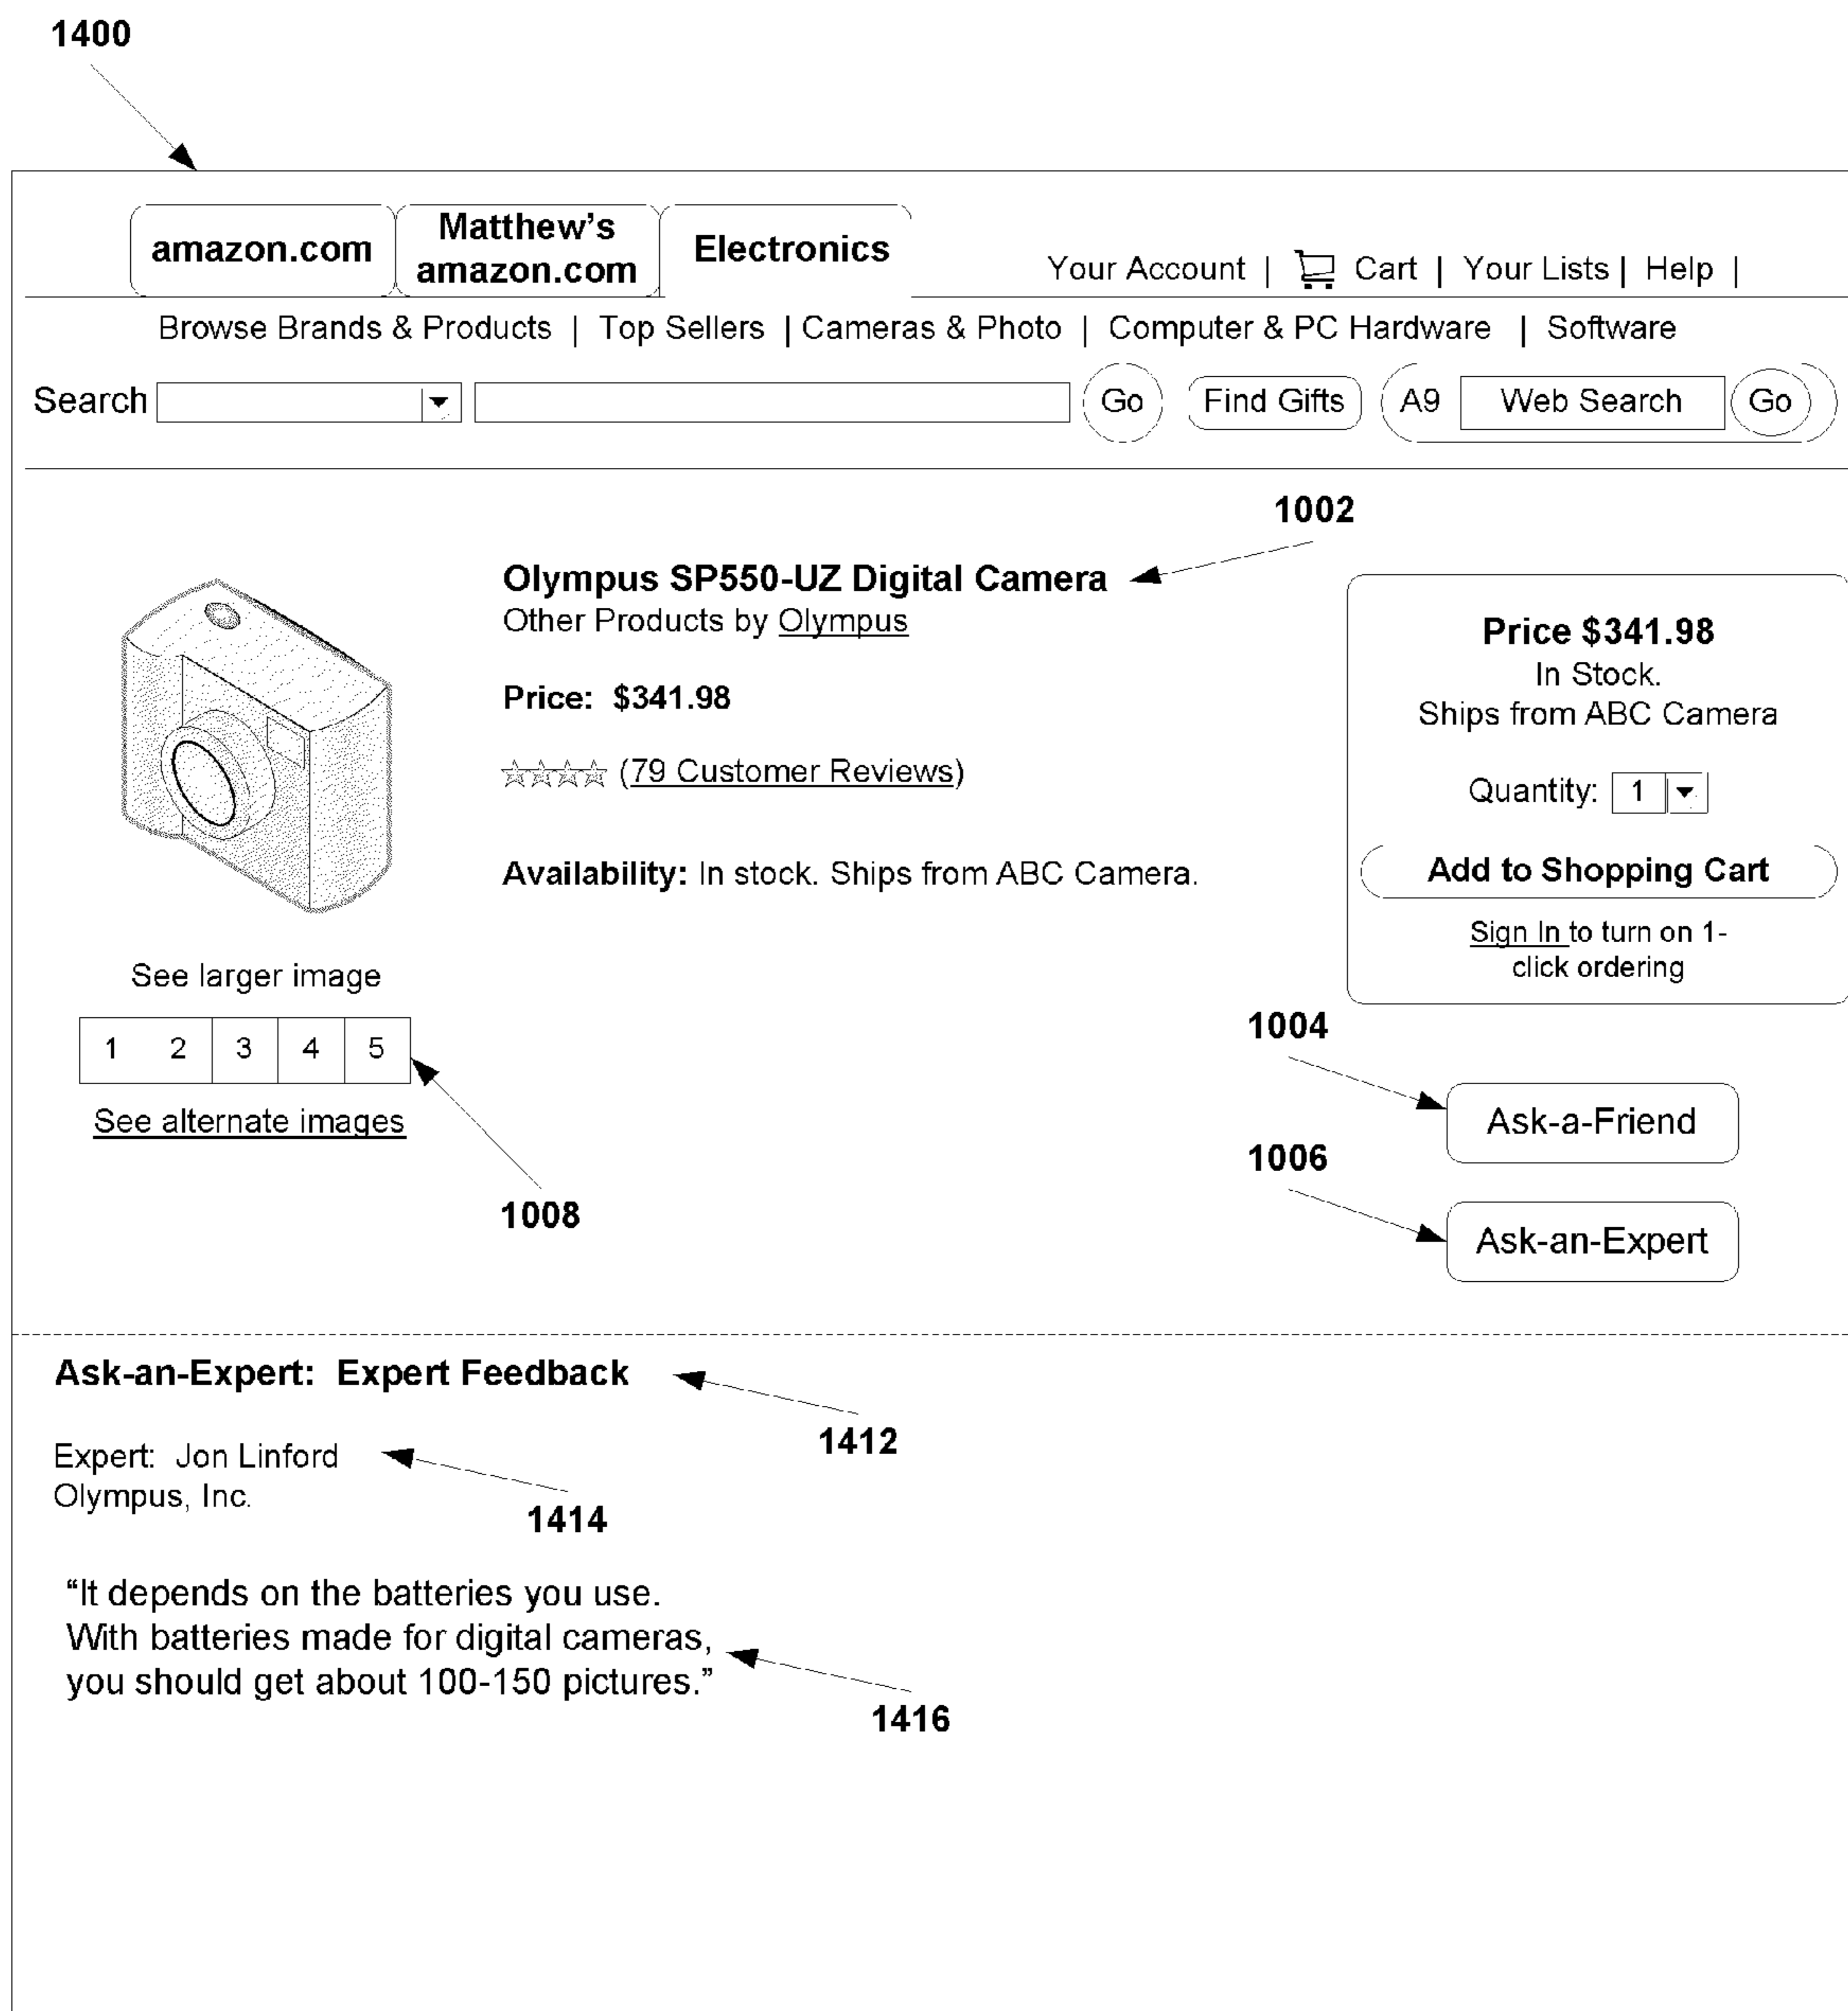 1400
amazon.com
Matthew’s
amazon.com
Electronics
Your Account | Cart | Your Lists | Help |
Browse Brands & Products | Top Sellers | Cameras & Photo | Computer & PC Hardware | Software
Search Go Find Gifts A9 Web Search Go
1002
Olympus SP550-UZ Digital Camera
Other Products by Olympus
Price: $341.98
(79 Customer Reviews)
Availability: In stock. Ships from ABC Camera.
Price $341.98
In Stock.
Ships from ABC Camera
Quantity: 1
Add to Shopping Cart
Sign In to turn on 1-
click ordering
See larger image
1 2 3 4 5
See alternate images
1008
1004
Ask-a-Friend
1006
Ask-an-Expert
Ask-an-Expert: Expert Feedback
1412
Expert: Jon Linford
Olympus, Inc.
1414
“It depends on the batteries you use.
With batteries made for digital cameras,
you should get about 100-150 pictures.”
1416